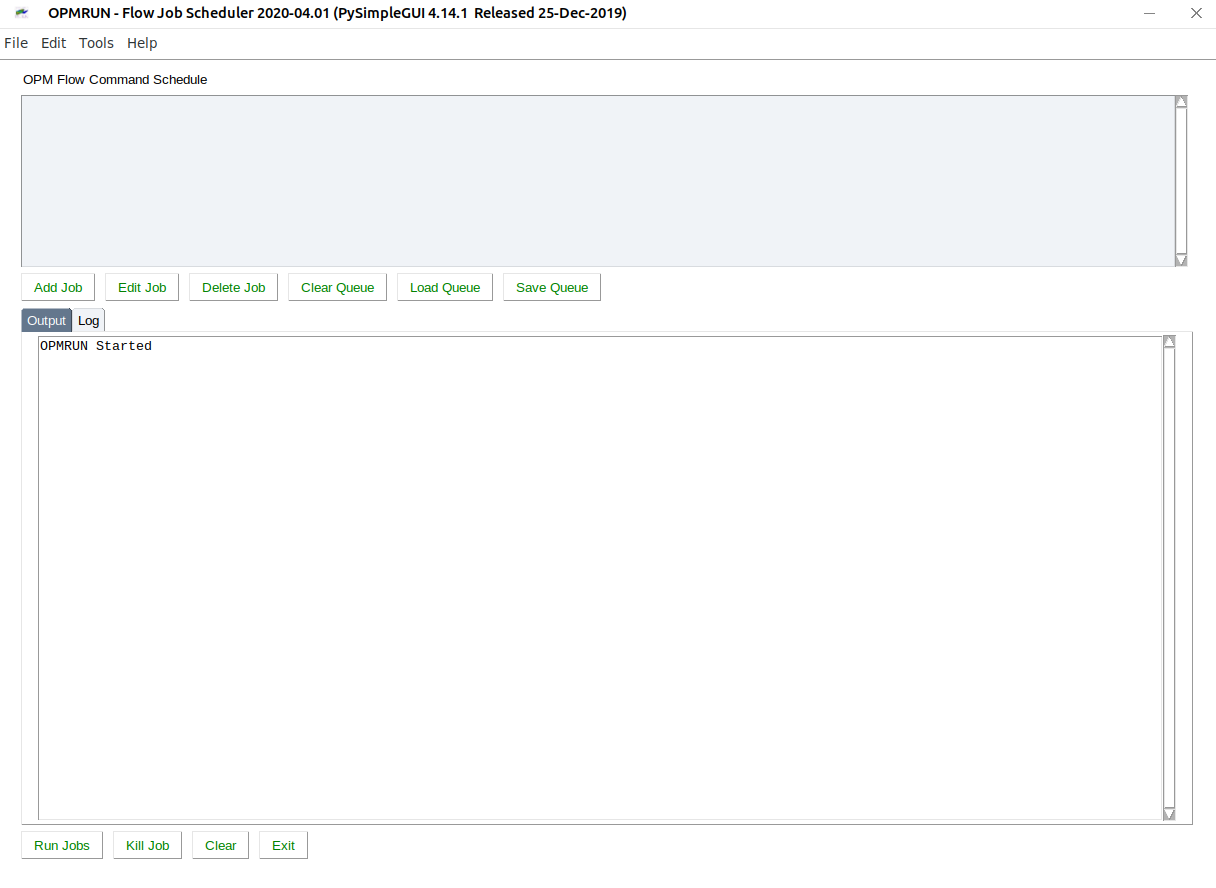 OPMRUN - Flow Job Scheduler 2020-04.01 (PySimpleGUI 4.14.1 Released 25-Dec-2019)
File Edit Tools Help
OPM Flow Command Schedule
Add Job Edit Job Delete Job Clear Queue Load Queue Save Queue
Output Log
OPMRUN Started
Run Jobs Kill Job Clear Exit